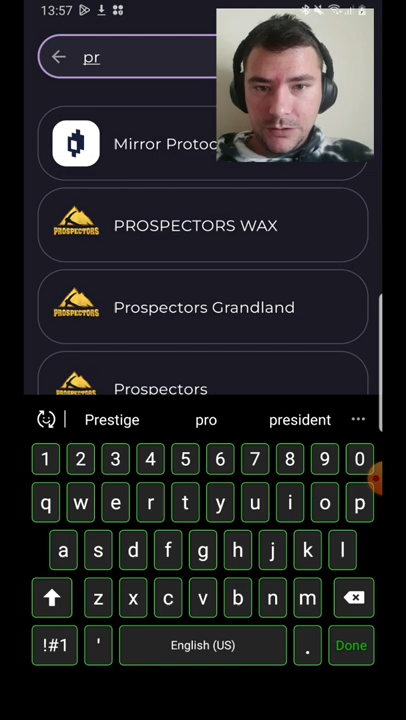 13:57
pr
Mirror Protoc
PROSPECTORS
PROSPECTORS WAX
PROSPECTORS
Prospectors Grandland
PROSPECTORS
Prospectors
Prestige pro president
1 2 3 4 5 6 7 8 9 0
q w e r t y u i o p
a s d f g h j k l
z x c v b n m
!#1 ' English (US) . Done